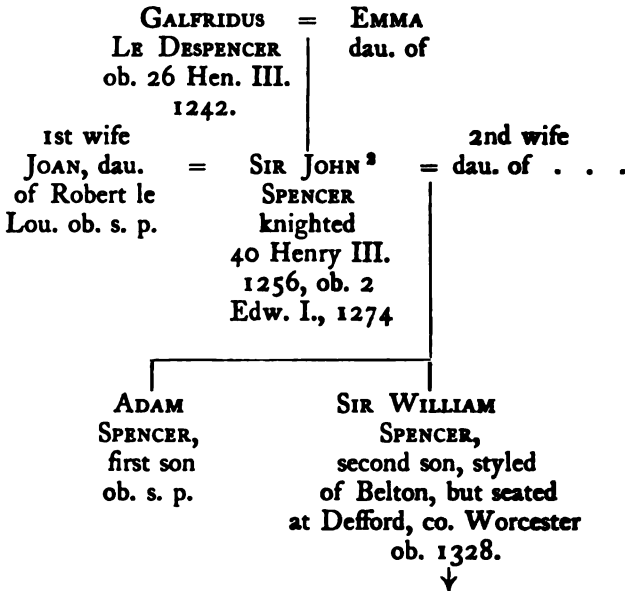 GALFRIDUS = EMMA
LE DESPENCER dau. of
ob. 26 Hen. III.
1242.
1st wife 2nd wife
JOAN, dau. = SIR JOHN² = dau. of . . .
of Robert le SPENCER
Lou. ob. s. p. knighted
40 Henry III.
1256, ob. 2
Edw. I., 1274
ADAM SIR WILLIAM
SPENCER, SPENCER,
first son second son, styled
ob. s. p. of Belton, but seated
at Defford, co. Worcester
ob. 1328.